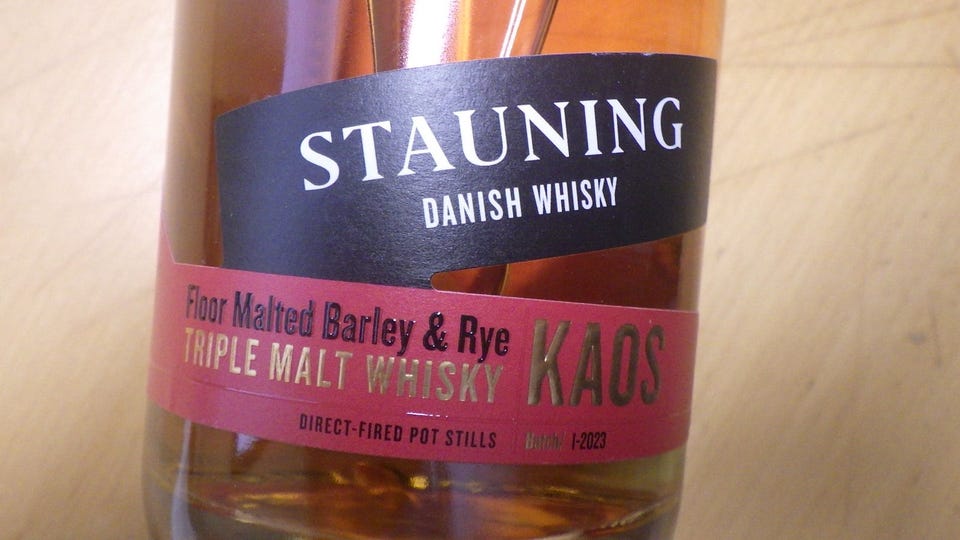 STAUNING
DANISH WHISKY
Floor Malted Barley & Rye
TRIPLE MALT WHISKY
KAOS
DIRECT-FIRED POT STILLS
Batch: 1-2023